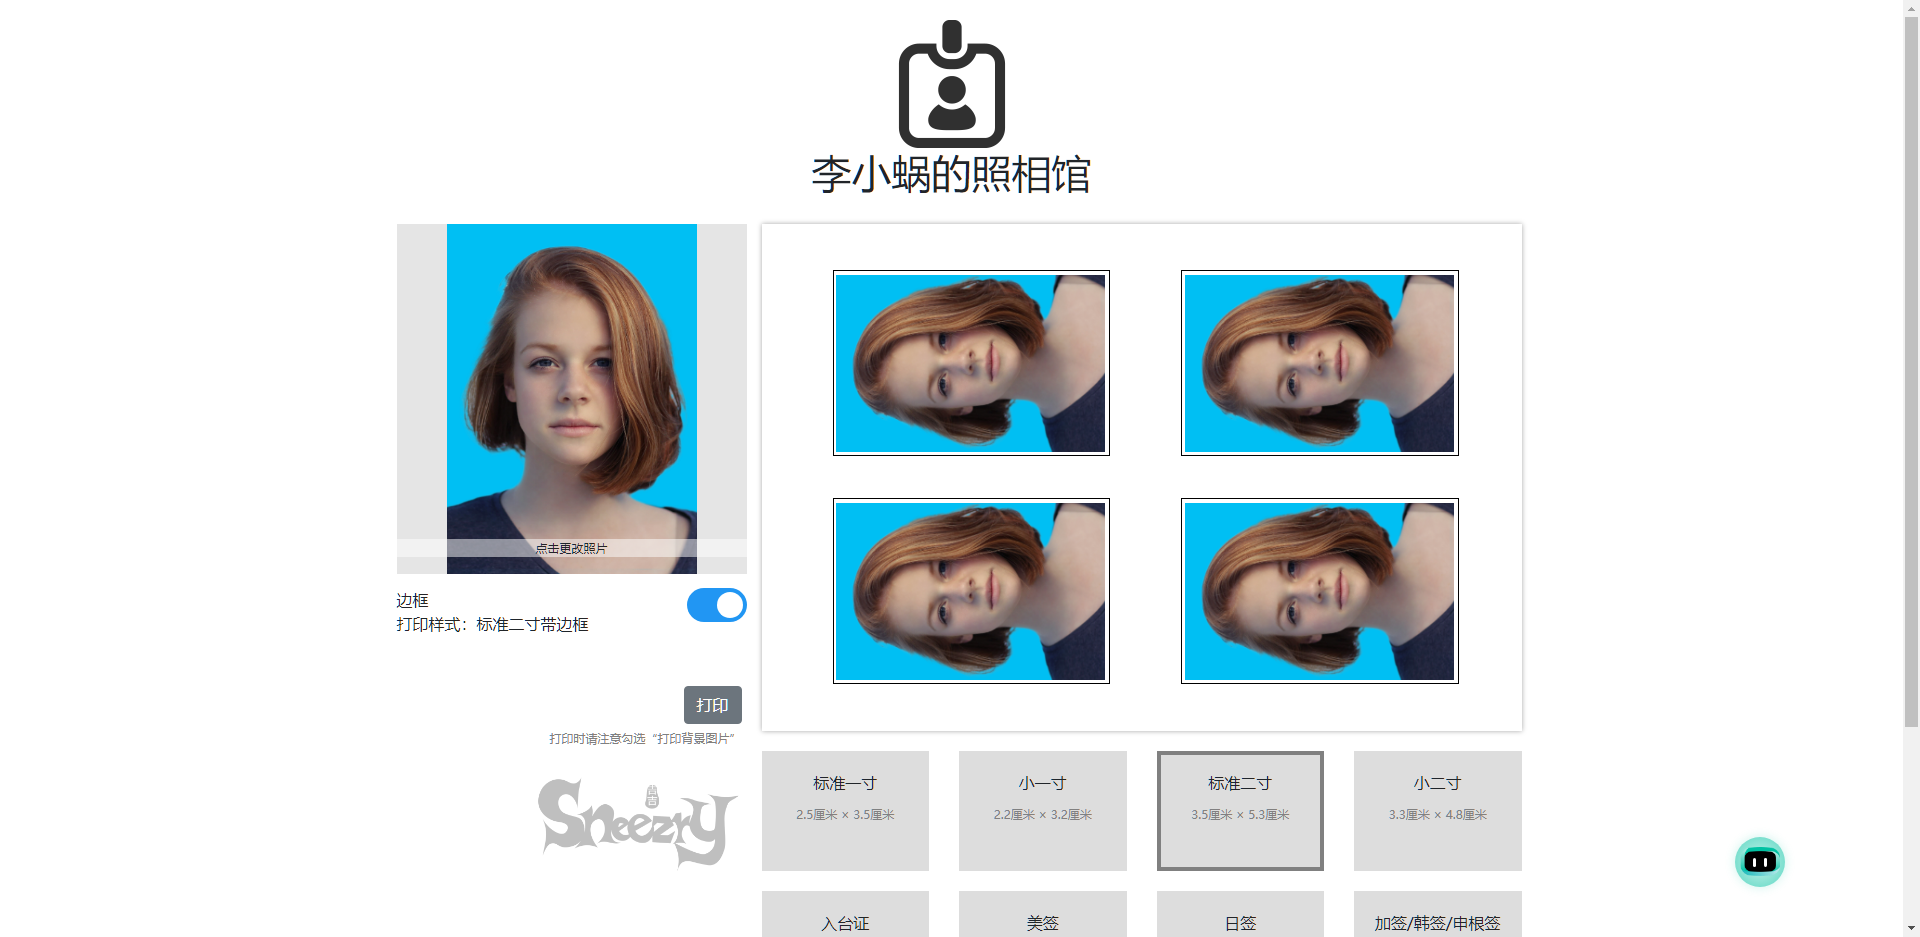 李小蜗的照相馆
点击更改照片
边框
打印样式：标准二寸带边框
打印
打印时请注意勾选“打印背景图片”
Sneezry
标准一寸
2.5厘米 × 3.5厘米
小一寸
2.2厘米 × 3.2厘米
标准二寸
3.5厘米 × 5.3厘米
小二寸
3.3厘米 × 4.8厘米
入台证
美签
日签
加签/韩签/申根签